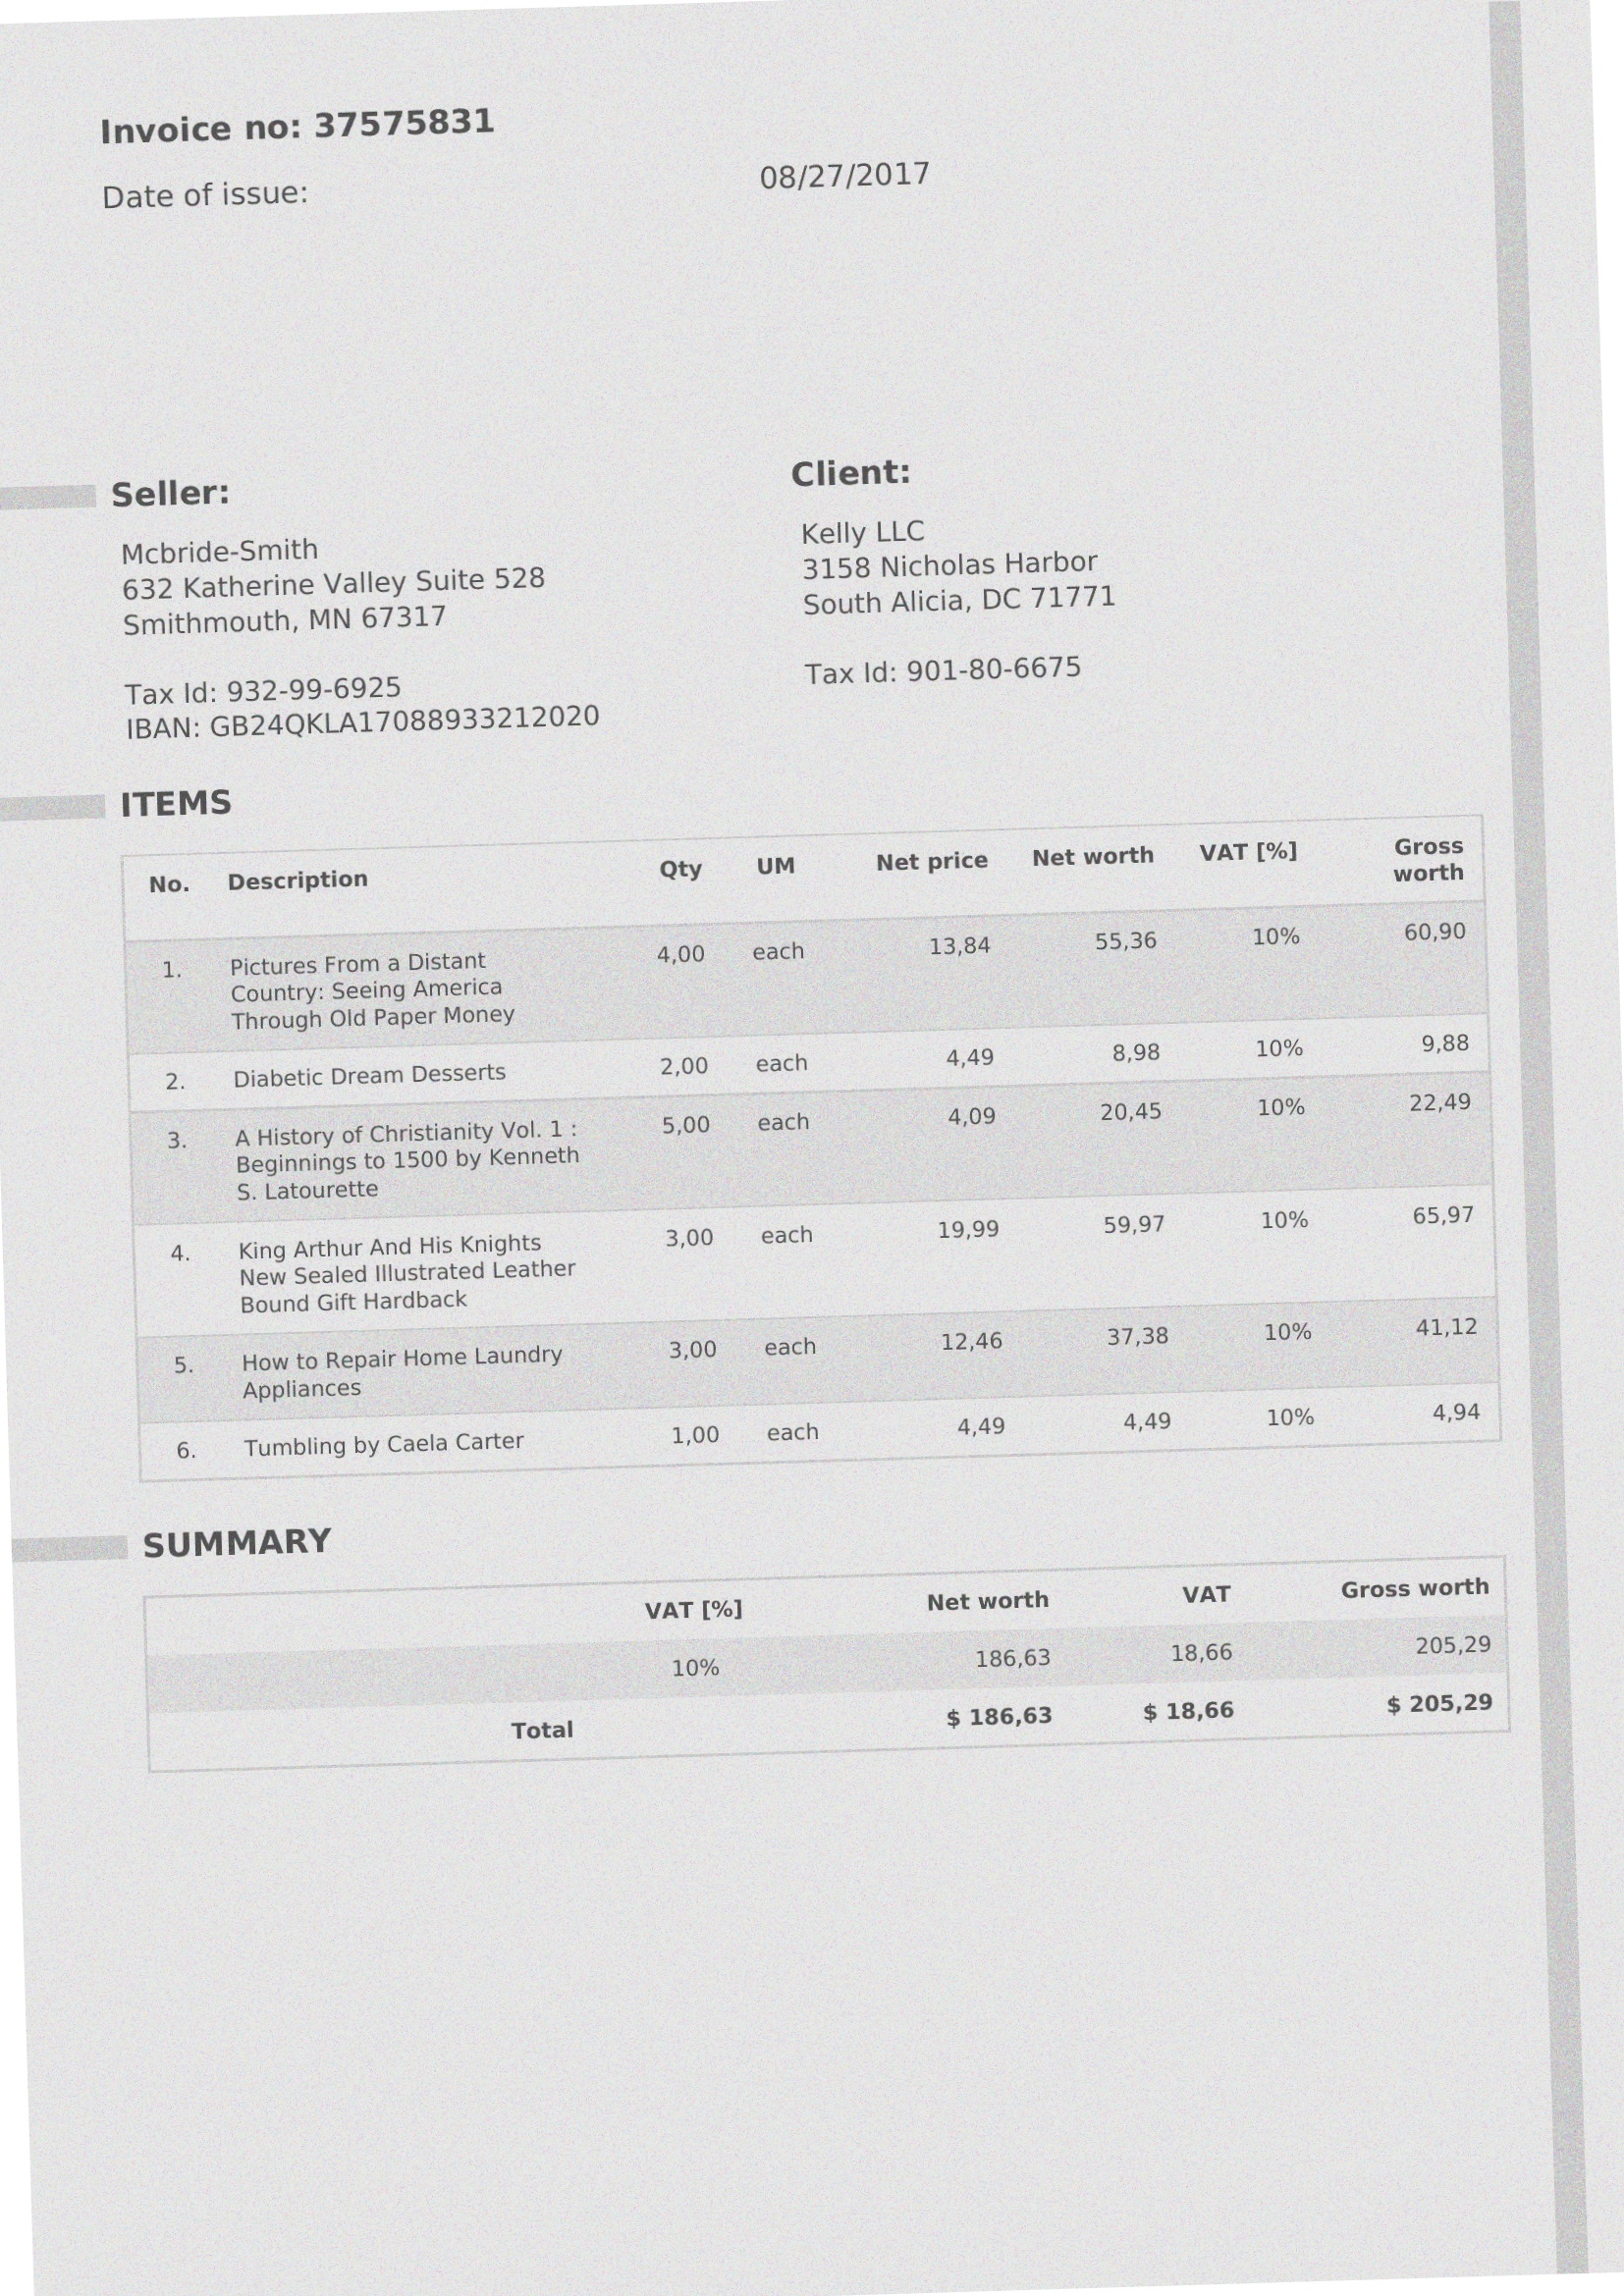 Invoice no: 37575831
Date of issue: 08/27/2017
Seller:
Mcbride-Smith
632 Katherine Valley Suite 528
Smithmouth, MN 67317
Tax Id: 932-99-6925
IBAN: GB24QKLA17088933212020
Client:
Kelly LLC
3158 Nicholas Harbor
South Alicia, DC 71771
Tax Id: 901-80-6675
ITEMS
No. Description Qty UM Net price Net worth VAT [%] Gross
worth
1. Pictures From a Distant 4,00 each 13,84 55,36 10% 60,90
Country: Seeing America
Through Old Paper Money
2. Diabetic Dream Desserts 2,00 each 4,49 8,98 10% 9,88
3. A History of Christianity Vol. 1 : 5,00 each 4,09 20,45 10% 22,49
Beginnings to 1500 by Kenneth
S. Latourette
4. King Arthur And His Knights 3,00 each 19,99 59,97 10% 65,97
New Sealed Illustrated Leather
Bound Gift Hardback
5. How to Repair Home Laundry 3,00 each 12,46 37,38 10% 41,12
Appliances
6. Tumbling by Caela Carter 1,00 each 4,49 4,49 10% 4,94
SUMMARY
VAT [%] Net worth VAT Gross worth
10% 186,63 18,66 205,29
Total $ 186,63 $ 18,66 $ 205,29